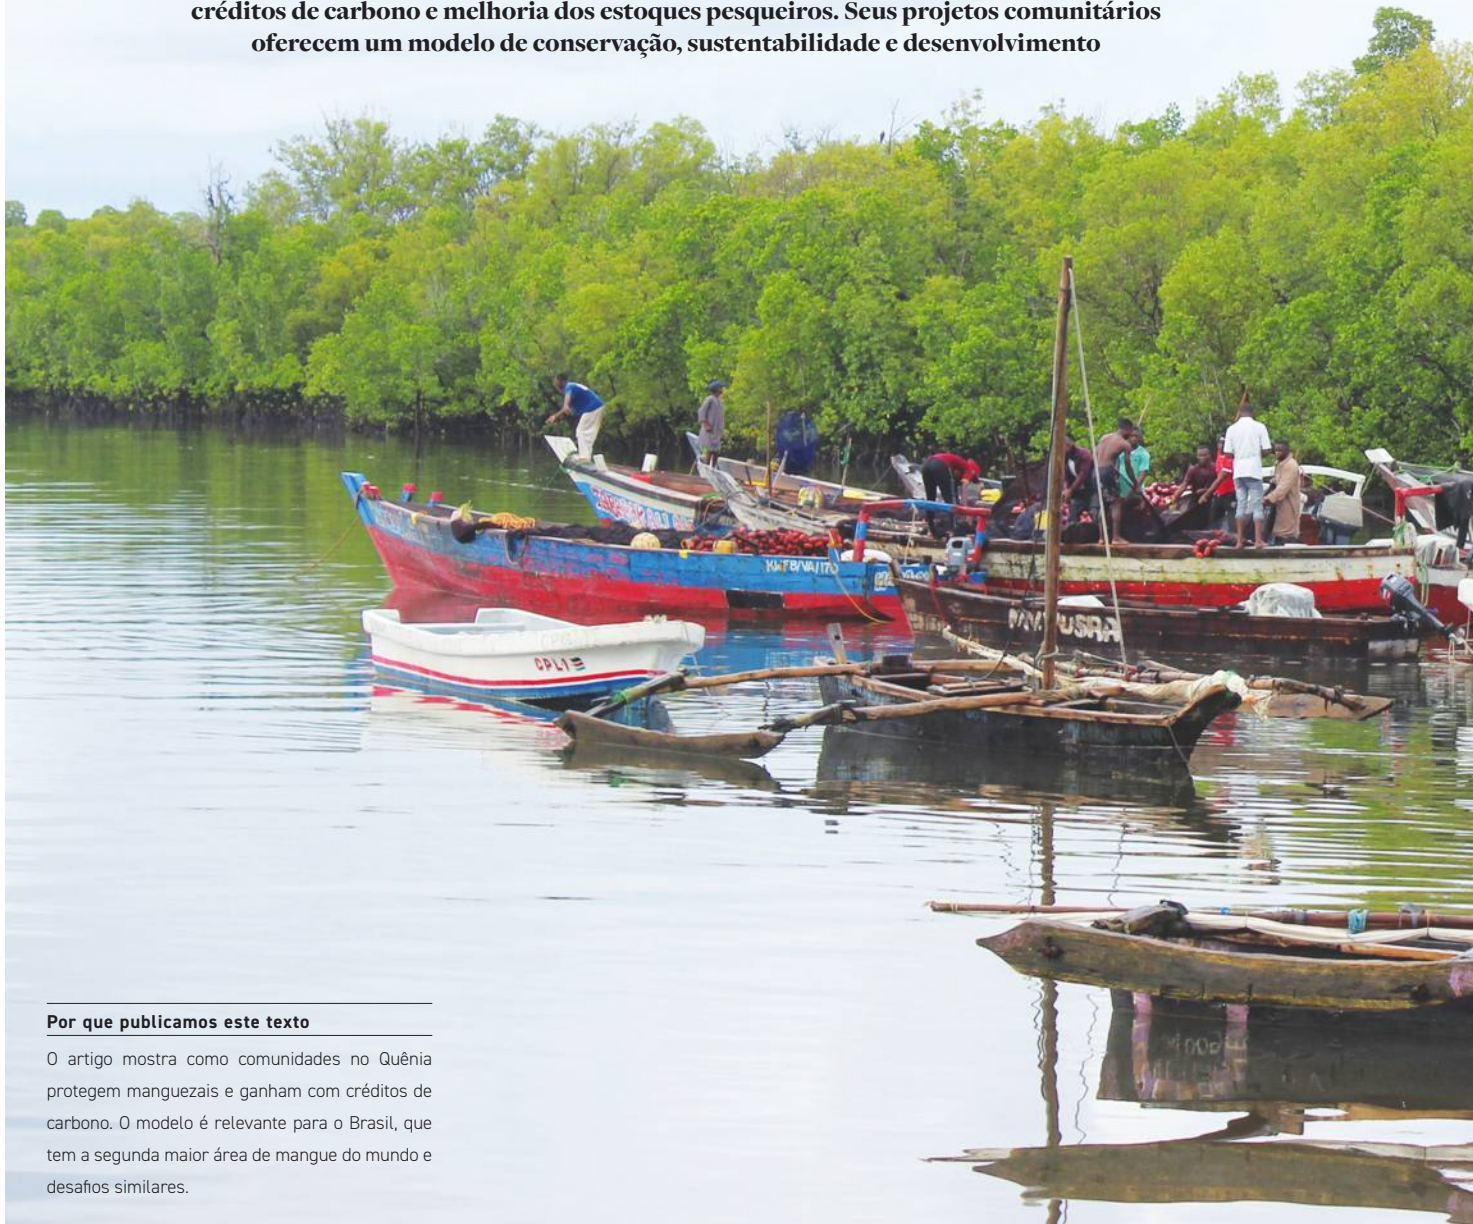 créditos de carbono e melhoria dos estoques pesqueiros. Seus projetos comunitários
oferecem um modelo de conservação, sustentabilidade e desenvolvimento
CPL1
Por que publicamos este texto
O artigo mostra como comunidades no Quênia
protegem manguezais e ganham com créditos de
carbono. O modelo é relevante para o Brasil, que
tem a segunda maior área de mangue do mundo e
desafios similares.